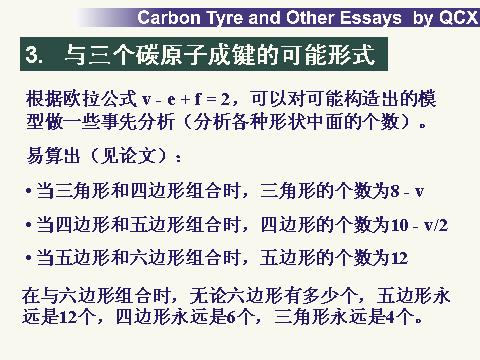 Carbon Tyre and Other Essays by QCX
3. 与三个碳原子成键的可能形式
根据欧拉公式 v - e + f = 2，可以对可能构造出的模
型做一些事先分析（分析各种形状中面的个数）。
易算出（见论文）：
• 当三角形和四边形组合时，三角形的个数为8 - v
• 当四边形和五边形组合时，四边形的个数为10 - v/2
• 当五边形和六边形组合时，五边形的个数为12
在与六边形组合时，无论六边形有多少个，五边形永
远是12个，四边形永远是6个，三角形永远是4个。